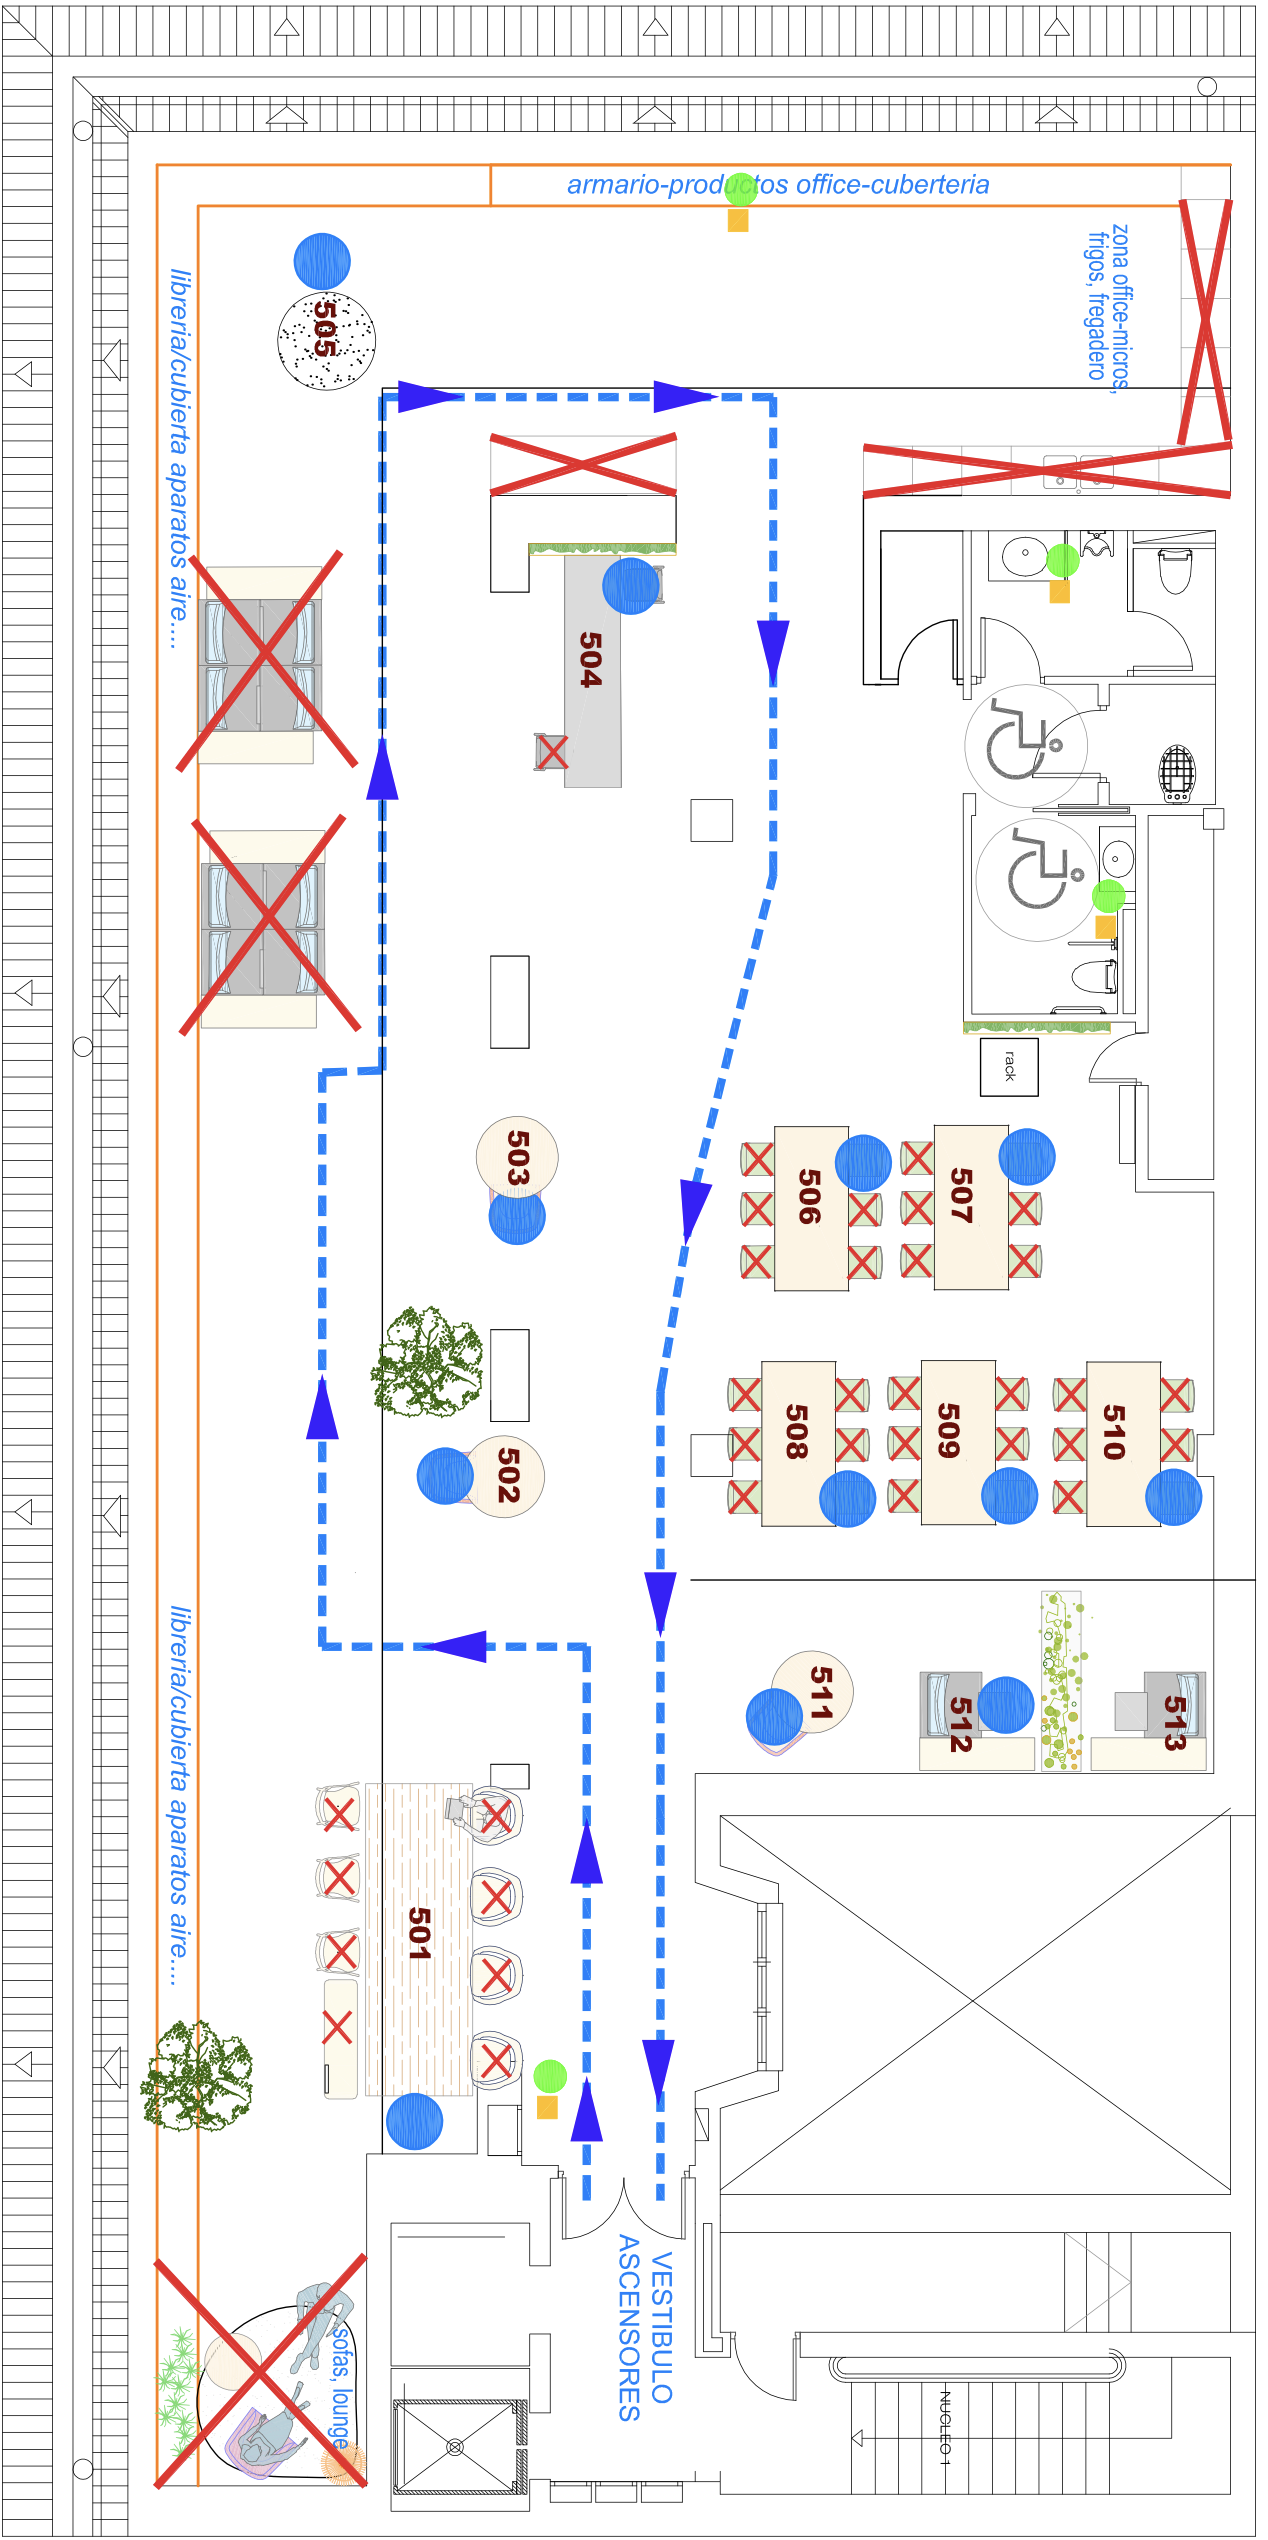 armario-productos office-cuberteria
zona office-micros,
frigos, fregadero
libreria/cubierta aparatos aire....
505
504
rack
503
506
507
502
508
509
510
511
512
513
libreria/cubierta aparatos aire....
501
VESTIBULO
ASCENSORES
sofas, lounge
NUCLEO 1